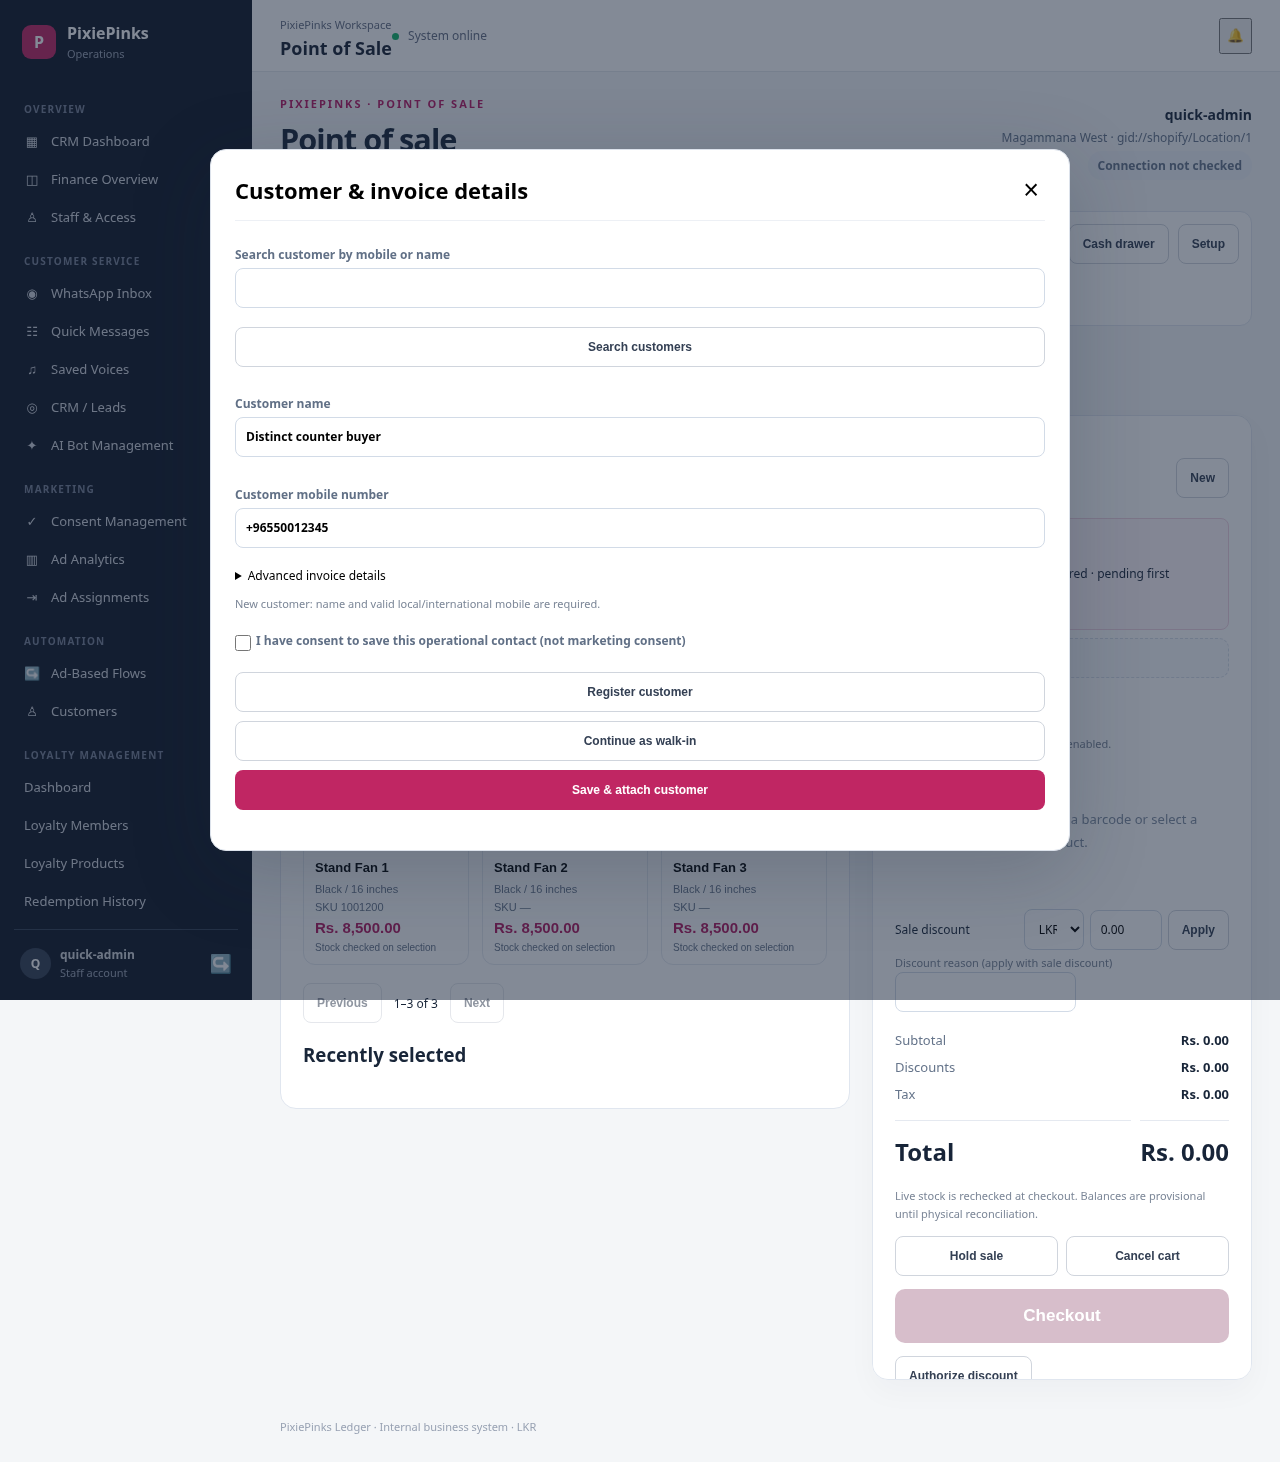 P
PixiePinks
Operations
OVERVIEW
CRM Dashboard
Finance Overview
Staff & Access
CUSTOMER SERVICE
WhatsApp Inbox
Quick Messages
Saved Voices
CRM / Leads
AI Bot Management
MARKETING
Consent Management
Ad Analytics
Ad Assignments
AUTOMATION
Ad-Based Flows
Customers
LOYALTY MANAGEMENT
Dashboard
Loyalty Members
Loyalty Products
Redemption History
Q
quick-admin
Staff account
PixiePinks Workspace
Point of Sale
System online
PIXIEPINKS · POINT OF SALE
Point of sale
quick-admin
Magammana West · gid://shopify/Location/1
Connection not checked
Cash drawer
Setup
Customer & invoice details
Search customer by mobile or name
Search customers
Customer name
Distinct counter buyer
Customer mobile number
+96550012345
Advanced invoice details
New customer: name and valid local/international mobile are required.
I have consent to save this operational contact (not marketing consent)
Register customer
Continue as walk-in
Save & attach customer
Stand Fan 1
Black / 16 inches
SKU 1001200
Rs. 8,500.00
Stock checked on selection
Stand Fan 2
Black / 16 inches
SKU —
Rs. 8,500.00
Stock checked on selection
Stand Fan 3
Black / 16 inches
SKU —
Rs. 8,500.00
Stock checked on selection
Previous
1–3 of 3
Next
Recently selected
New
pending first
enabled.
a barcode or select a
Sale discount
LKR
0.00
Apply
Discount reason (apply with sale discount)
Subtotal
Rs. 0.00
Discounts
Rs. 0.00
Tax
Rs. 0.00
Total
Rs. 0.00
Live stock is rechecked at checkout. Balances are provisional
until physical reconciliation.
Hold sale
Cancel cart
Checkout
Authorize discount
PixiePinks Ledger · Internal business system · LKR